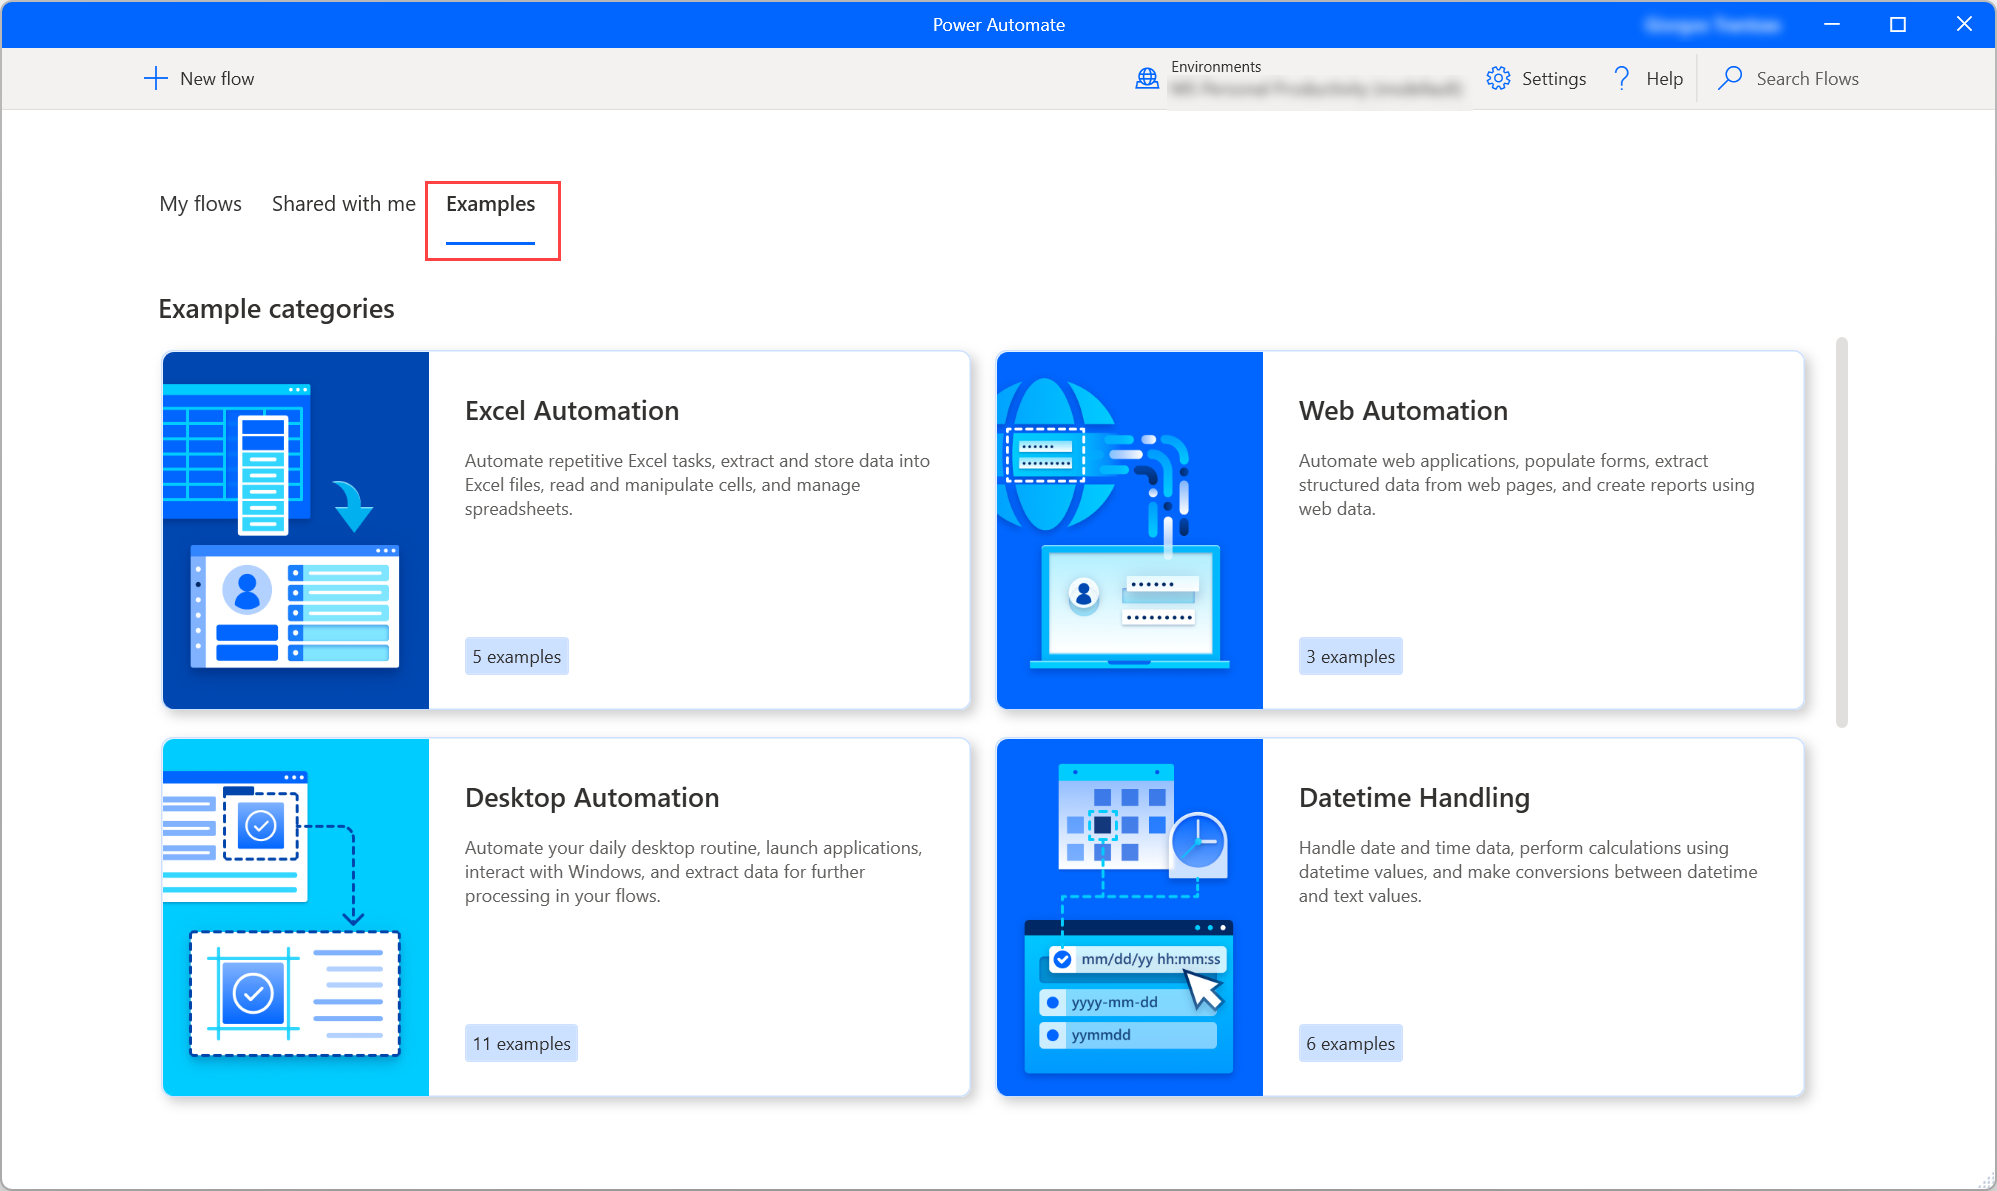 Power Automate
New flow
Environments
Settings
Help
Search Flows
My flows
Shared with me
Examples
Example categories
Excel Automation
Automate repetitive Excel tasks, extract and store data into
Excel files, read and manipulate cells, and manage
spreadsheets.
5 examples
Web Automation
Automate web applications, populate forms, extract
structured data from web pages, and create reports using
web data.
3 examples
Desktop Automation
Automate your daily desktop routine, launch applications,
interact with Windows, and extract data for further
processing in your flows.
11 examples
mm/dd/yy hh:mm:ss
yyyy-mm-dd
yymmdd
Datetime Handling
Handle date and time data, perform calculations using
datetime values, and make conversions between datetime
and text values.
6 examples